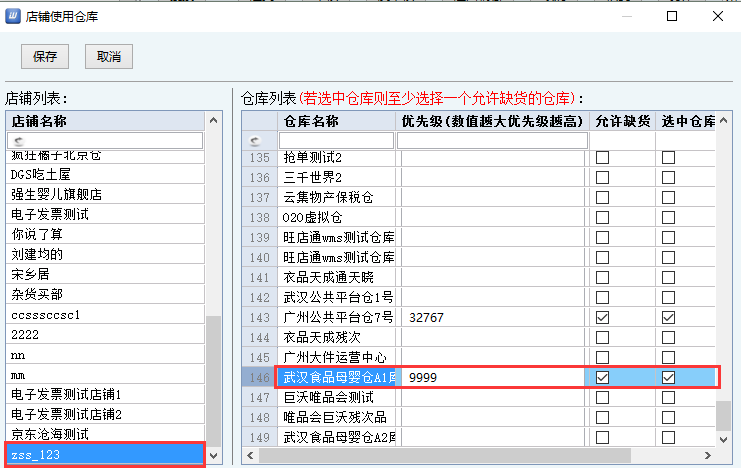 店铺使用仓库
保存 取消
店铺列表:
店铺名称
疯狂橘子北京仓
DGS吃土屋
强生婴儿旗舰店
电子发票测试
你说了算
刘建均的
宋乡居
杂货买部
ccsssccsc1
2222
nn
mm
电子发票测试店铺1
电子发票测试店铺2
京东沧海测试
zss_123
仓库列表(若选中仓库则至少选择一个允许缺货的仓库):
仓库名称 优先级(数值越大优先级越高) 允许缺货 选中仓库
135 抢单测试2
136 三千世界2
137 云集物产保税仓
138 O2O虚拟仓
139 旺店通wms测试仓库
140 旺店通wms测试仓库
141 衣品天成通天晓
142 武汉公共平台仓1号
143 广州公共平台仓7号 32767
144 衣品天成残次
145 广州大件运营中心
146 武汉食品母婴仓A1库 9999
147 巨沃唯品会测试
148 唯品会巨沃残次品
149 武汉食品母婴仓A2库